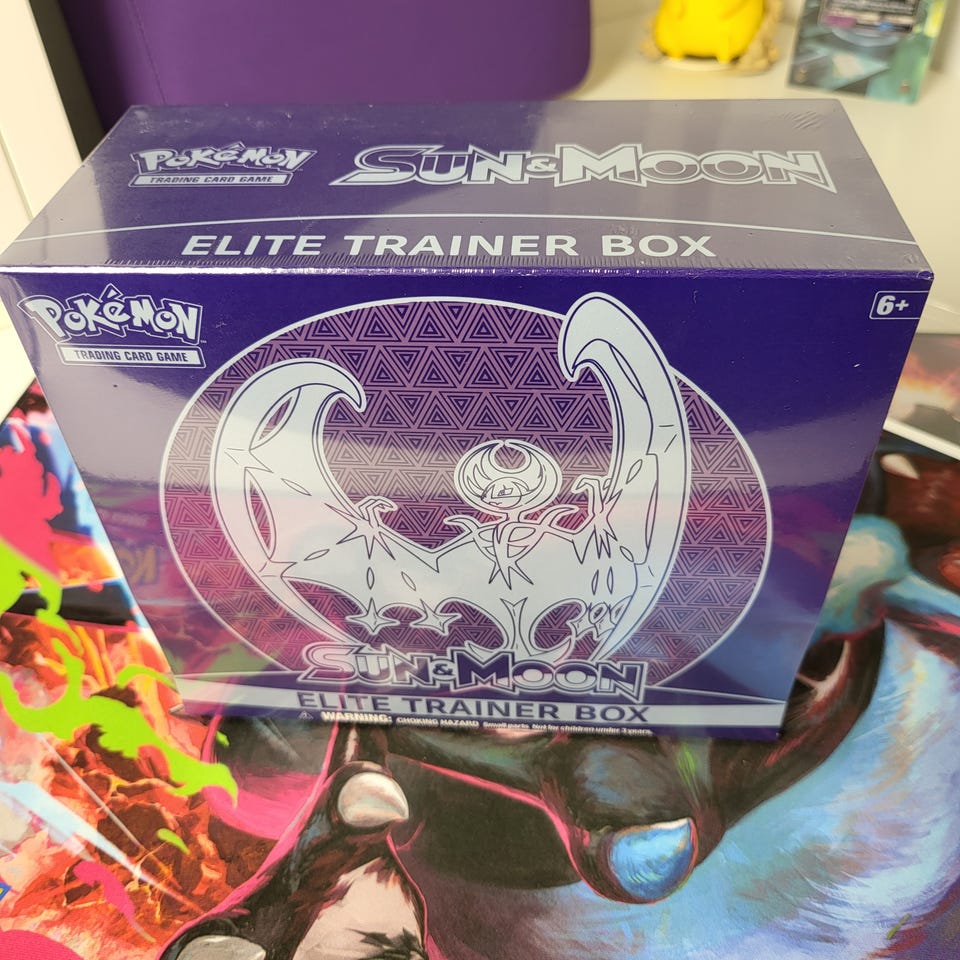 POKéMON
TRADING CARD GAME
SUN & MOON
ELITE TRAINER BOX
POKéMON
TRADING CARD GAME
6+
SUN & MOON
ELITE TRAINER BOX
⚠ WARNING: CHOKING HAZARD Small parts. Not for children under 3 years.